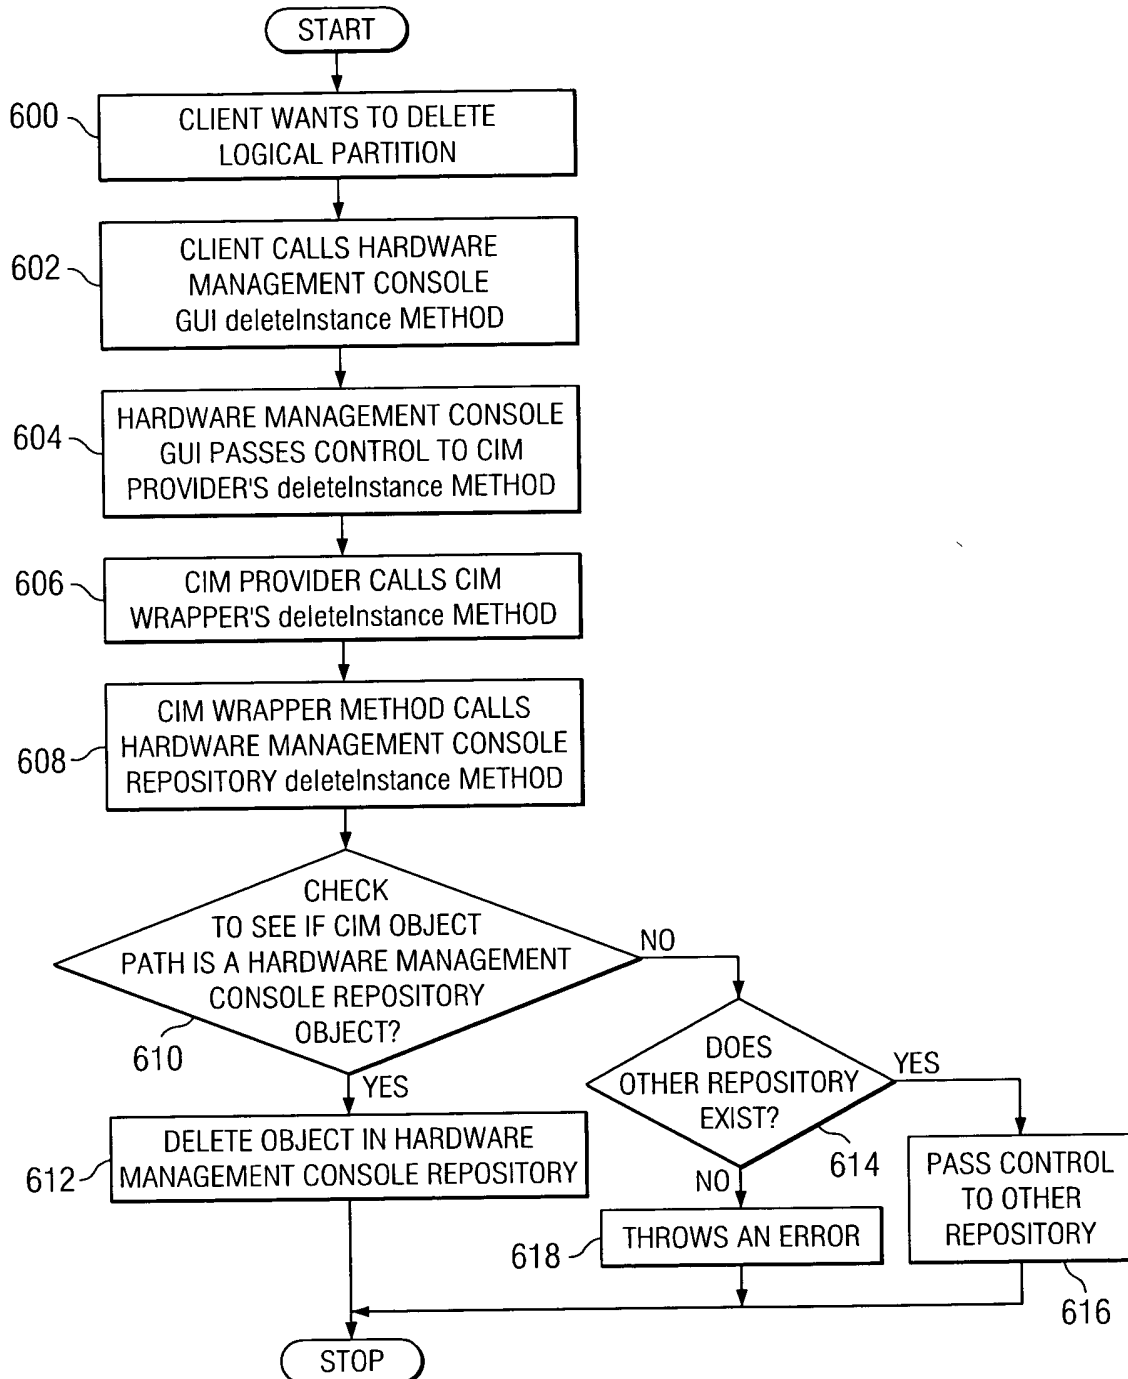 START
600
CLIENT WANTS TO DELETE
LOGICAL PARTITION
602
CLIENT CALLS HARDWARE
MANAGEMENT CONSOLE
GUI deleteInstance METHOD
604
HARDWARE MANAGEMENT CONSOLE
GUI PASSES CONTROL TO CIM
PROVIDER'S deleteInstance METHOD
606
CIM PROVIDER CALLS CIM
WRAPPER'S deleteInstance METHOD
608
CIM WRAPPER METHOD CALLS
HARDWARE MANAGEMENT CONSOLE
REPOSITORY deleteInstance METHOD
CHECK
TO SEE IF CIM OBJECT
PATH IS A HARDWARE MANAGEMENT
CONSOLE REPOSITORY
OBJECT?
610
NO
YES
612
DELETE OBJECT IN HARDWARE
MANAGEMENT CONSOLE REPOSITORY
DOES
OTHER REPOSITORY
EXIST?
614
YES
NO
618
THROWS AN ERROR
PASS CONTROL
TO OTHER
REPOSITORY
616
STOP